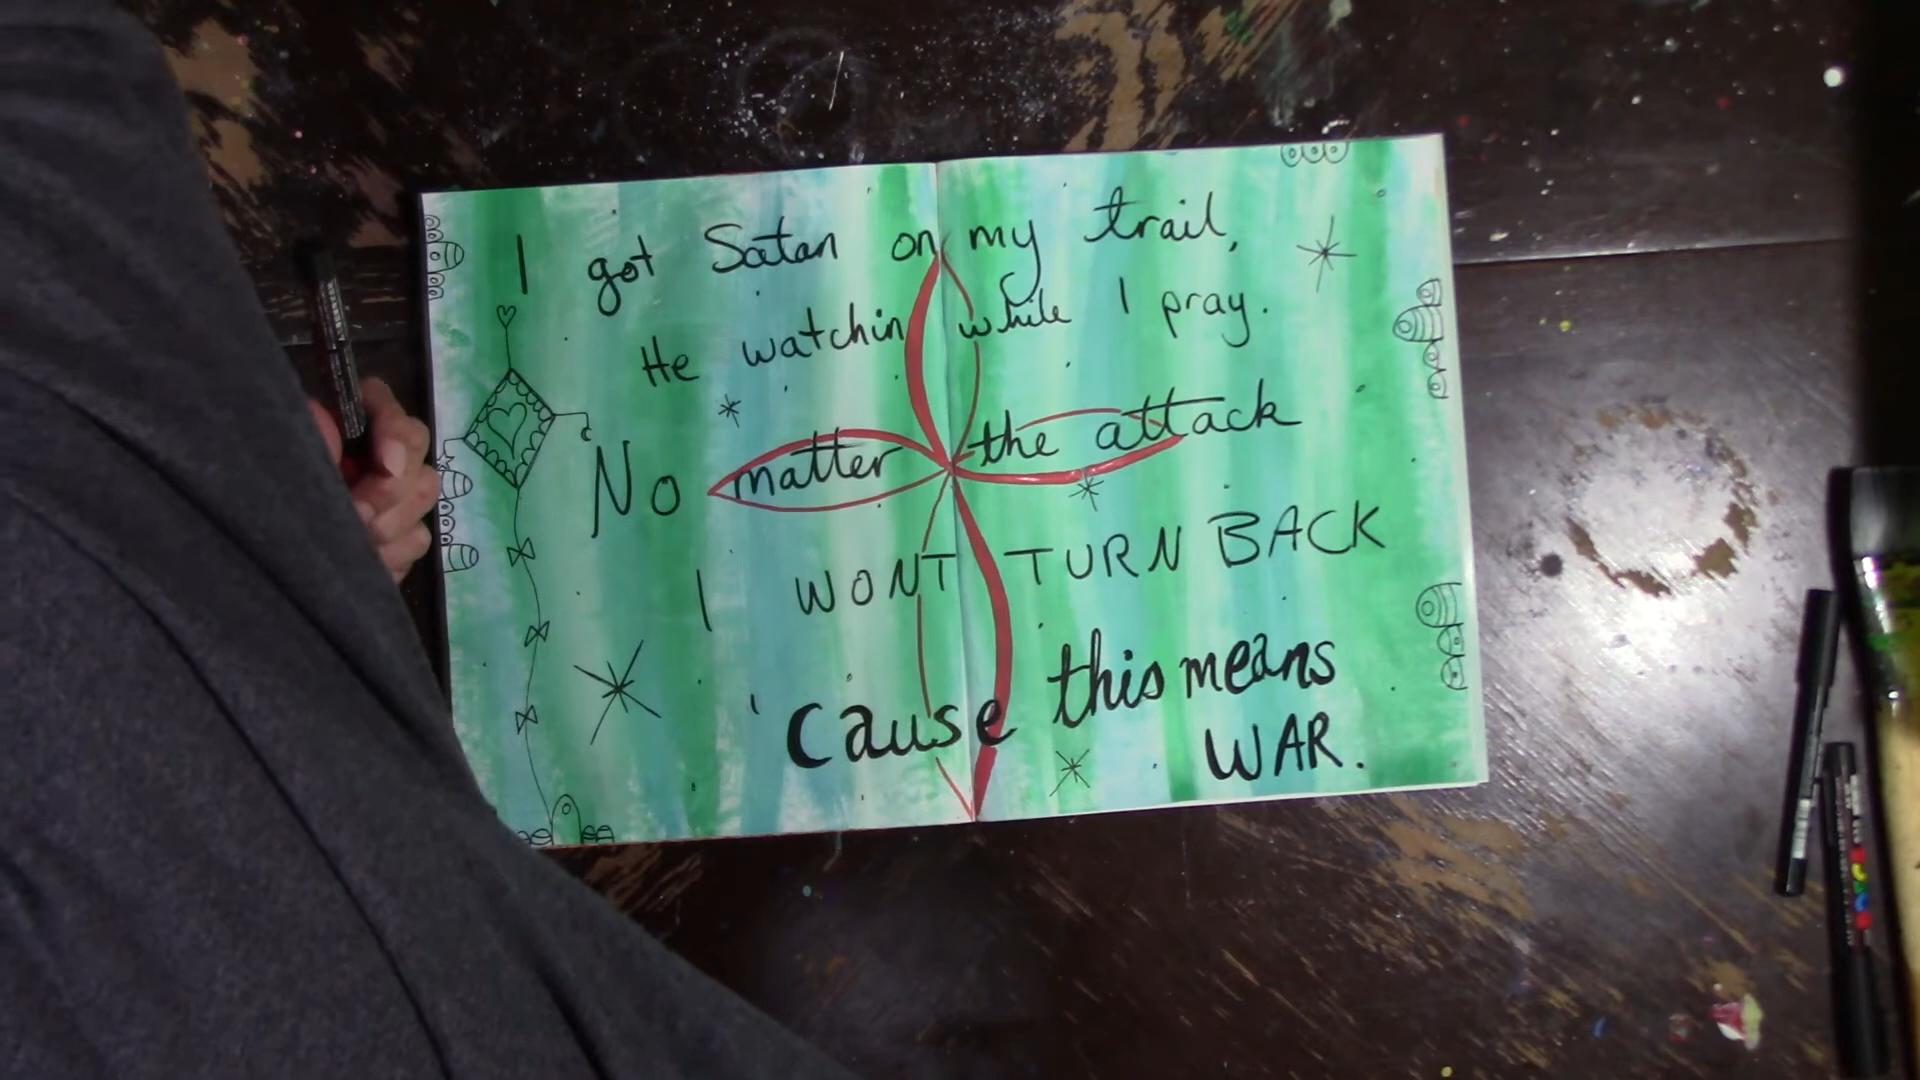 I got Satan on my trail,
He watchin while I pray.
No matter the attack
I WONT TURN BACK
'cause this means
WAR.